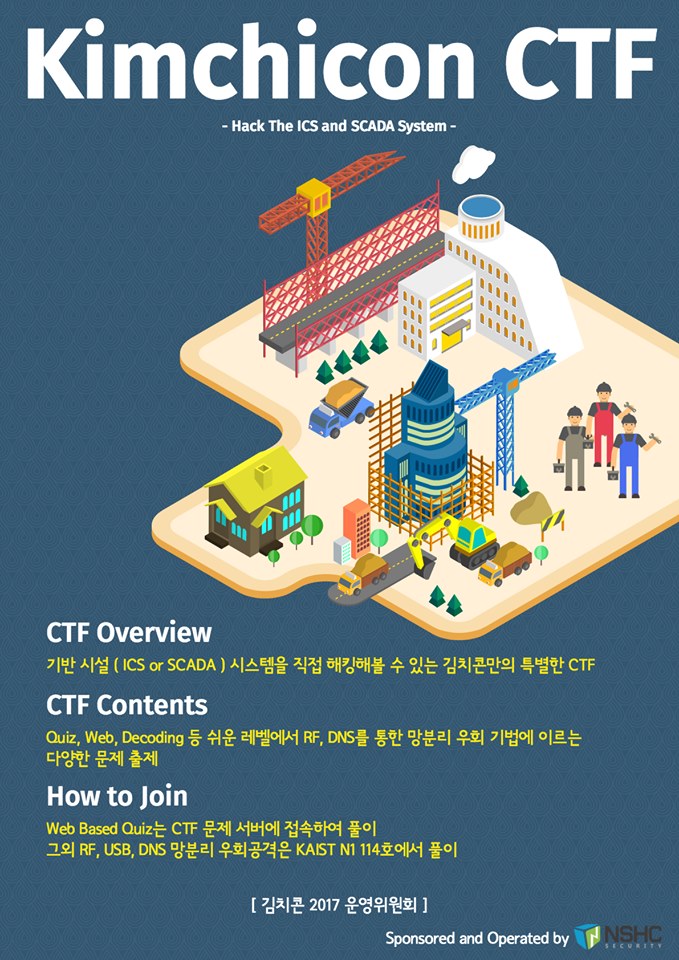 Kimchicon CTF
- Hack The ICS and SCADA System -
CTF Overview
기반 시설 ( ICS or SCADA ) 시스템을 직접 해킹해볼 수 있는 김치콘만의 특별한 CTF
CTF Contents
Quiz, Web, Decoding 등 쉬운 레벨에서 RF, DNS를 통한 망분리 우회 기법에 이르는
다양한 문제 출제
How to Join
Web Based Quiz는 CTF 문제 서버에 접속하여 풀이
그외 RF, USB, DNS 망분리 우회공격은 KAIST N1 114호에서 풀이
[ 김치콘 2017 운영위원회 ]
Sponsored and Operated by NSHC
SECURITY